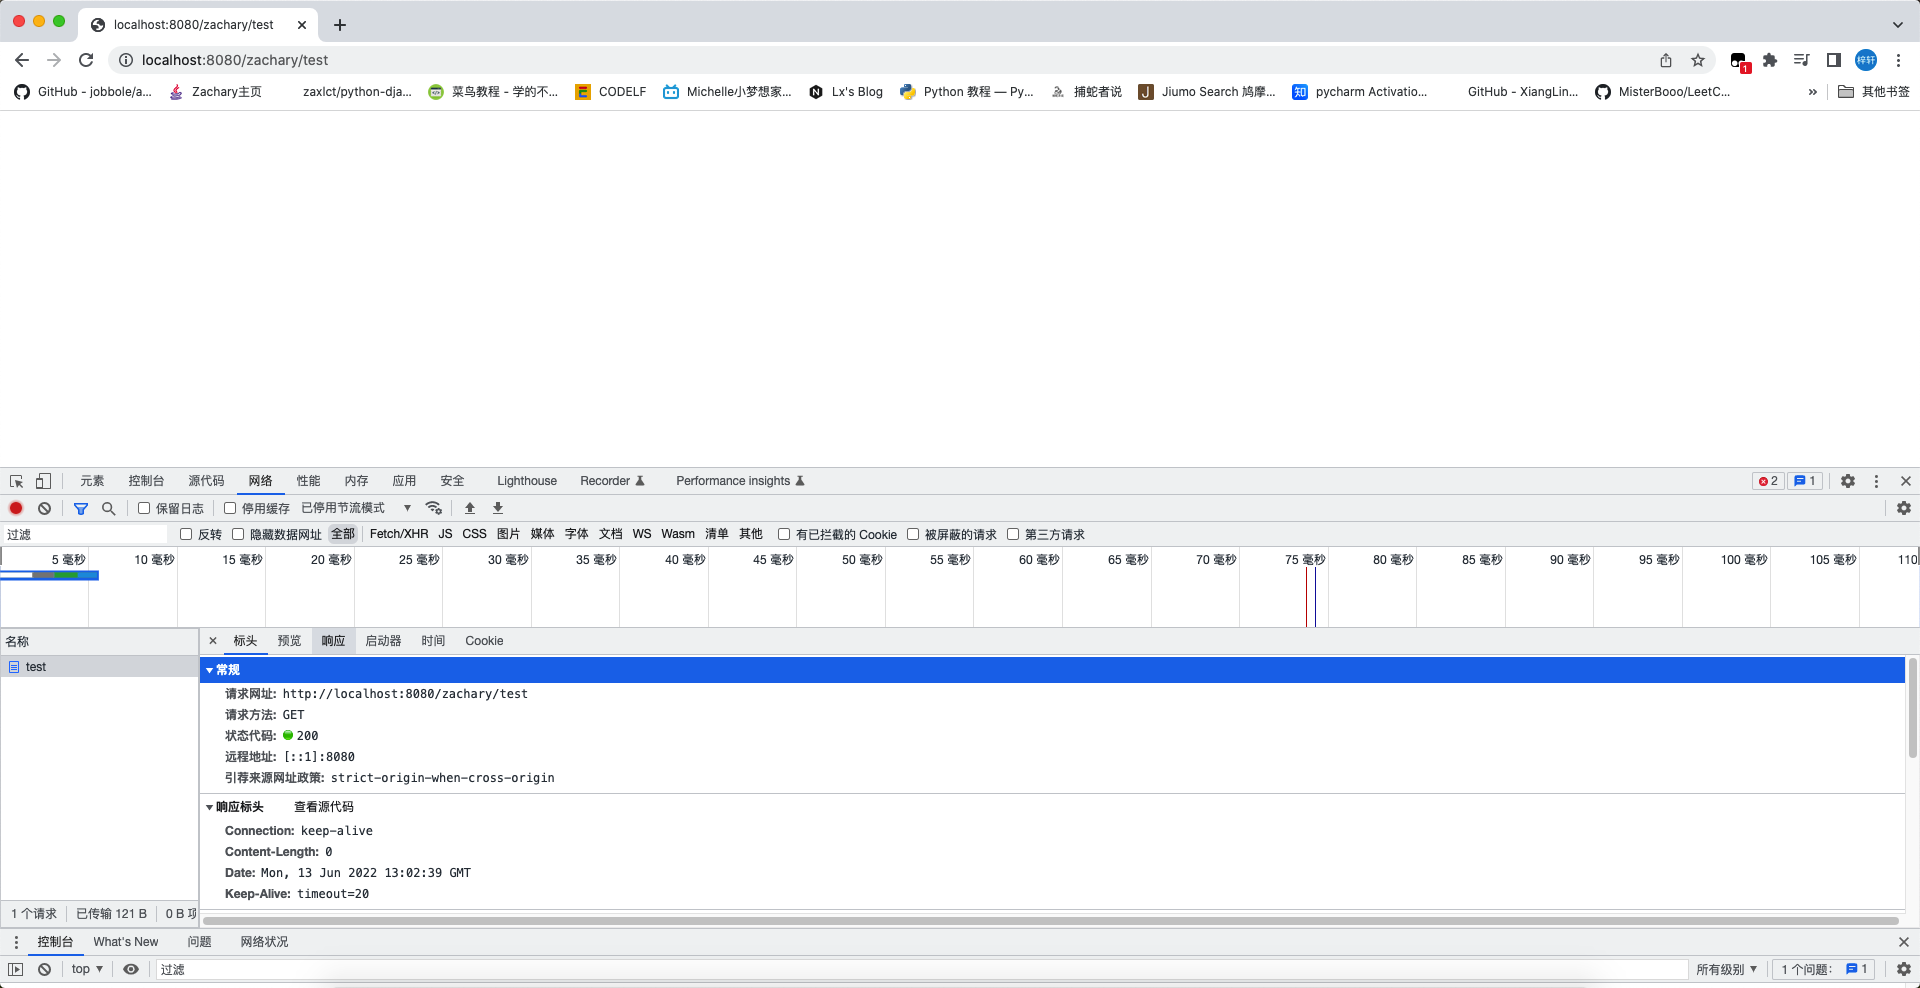 localhost:8080/zachary/test
localhost:8080/zachary/test
1
梓轩
GitHub - jobbole/a...
Zachary主页
zaxlct/python-dja...
菜鸟教程 - 学的不...
CODELF
Michelle小梦想家...
Lx's Blog
Python 教程 — Py...
捕蛇者说
Jiumo Search 鸠摩...
知
pycharm Activatio...
GitHub - XiangLin...
MisterBooo/LeetC...
»
其他书签
元素
控制台
源代码
网络
性能
内存
应用
安全
Lighthouse
Recorder
Performance insights
2
1
保留日志
停用缓存
已停用节流模式
过滤
反转
隐藏数据网址
全部
Fetch/XHR
JS
CSS
图片
媒体
字体
文档
WS
Wasm
清单
其他
有已拦截的 Cookie
被屏蔽的请求
第三方请求
5 毫秒
10 毫秒
15 毫秒
20 毫秒
25 毫秒
30 毫秒
35 毫秒
40 毫秒
45 毫秒
50 毫秒
55 毫秒
60 毫秒
65 毫秒
70 毫秒
75 毫秒
80 毫秒
85 毫秒
90 毫秒
95 毫秒
100 毫秒
105 毫秒
110
名称
标头
预览
响应
启动器
时间
Cookie
test
常规
请求网址: http://localhost:8080/zachary/test
请求方法: GET
状态代码: 200
远程地址: [::1]:8080
引荐来源网址政策: strict-origin-when-cross-origin
响应标头
查看源代码
Connection: keep-alive
Content-Length: 0
Date: Mon, 13 Jun 2022 13:02:39 GMT
Keep-Alive: timeout=20
1 个请求
已传输 121 B
0 B 项
控制台
What's New
问题
网络状况
top
过滤
所有级别
1 个问题:
1